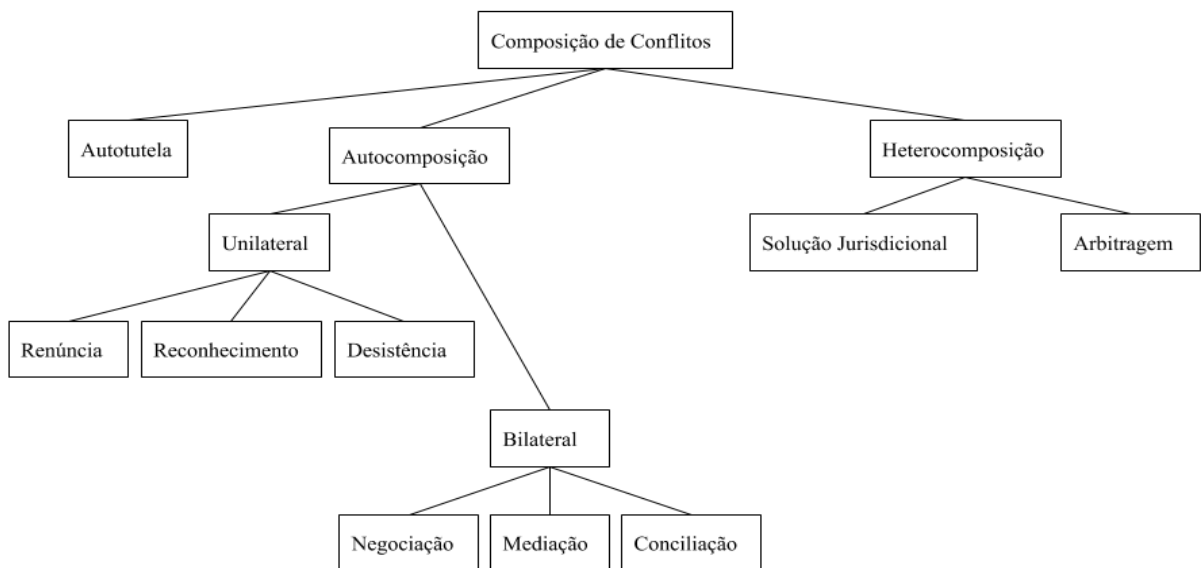 Composição de Conflitos
Autotutela
Autocomposição
Heterocomposição
Unilateral
Solução Jurisdicional
Arbitragem
Renúncia
Reconhecimento
Desistência
Bilateral
Negociação
Mediação
Conciliação